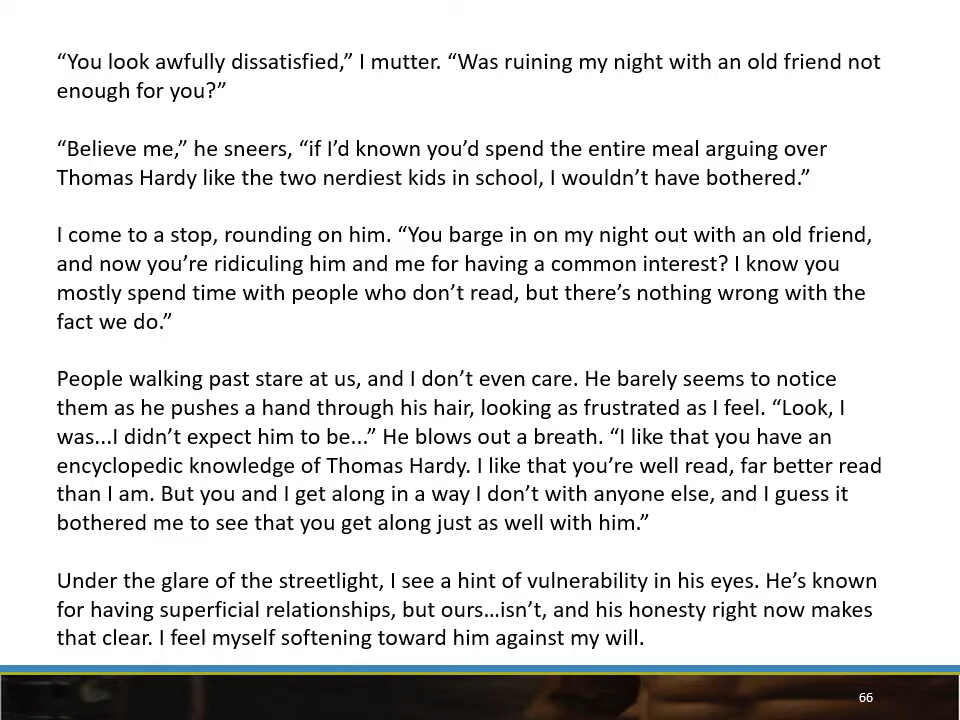 “You look awfully dissatisfied,” I mutter. “Was ruining my night with an old friend not
enough for you?”
“Believe me,” he sneers, “if I’d known you’d spend the entire meal arguing over
Thomas Hardy like the two nerdiest kids in school, I wouldn’t have bothered.”
I come to a stop, rounding on him. “You barge in on my night out with an old friend,
and now you’re ridiculing him and me for having a common interest? I know you
mostly spend time with people who don’t read, but there’s nothing wrong with the
fact we do.”
People walking past stare at us, and I don’t even care. He barely seems to notice
them as he pushes a hand through his hair, looking as frustrated as I feel. “Look, I
was...I didn’t expect him to be...” He blows out a breath. “I like that you have an
encyclopedic knowledge of Thomas Hardy. I like that you’re well read, far better read
than I am. But you and I get along in a way I don’t with anyone else, and I guess it
bothered me to see that you get along just as well with him.”
Under the glare of the streetlight, I see a hint of vulnerability in his eyes. He’s known
for having superficial relationships, but ours…isn’t, and his honesty right now makes
that clear. I feel myself softening toward him against my will.
66